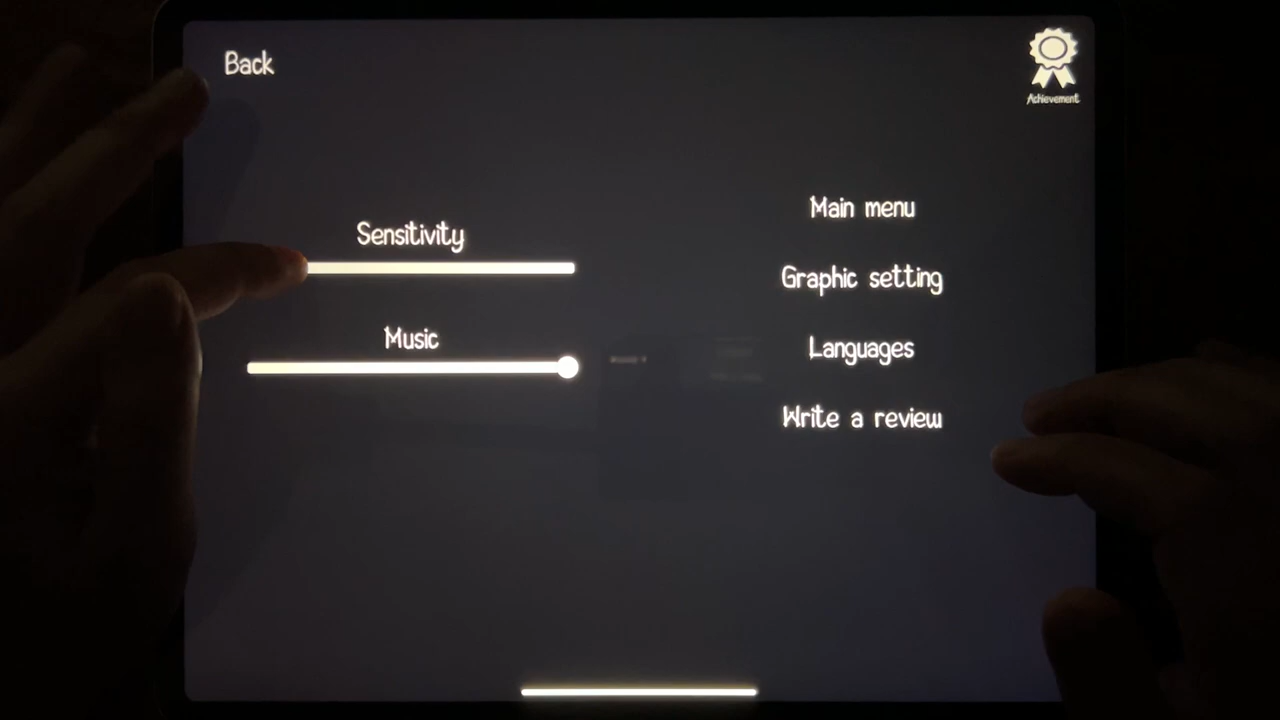 Back
Achievement
Sensitivity
Music
Main menu
Graphic setting
Languages
Write a review